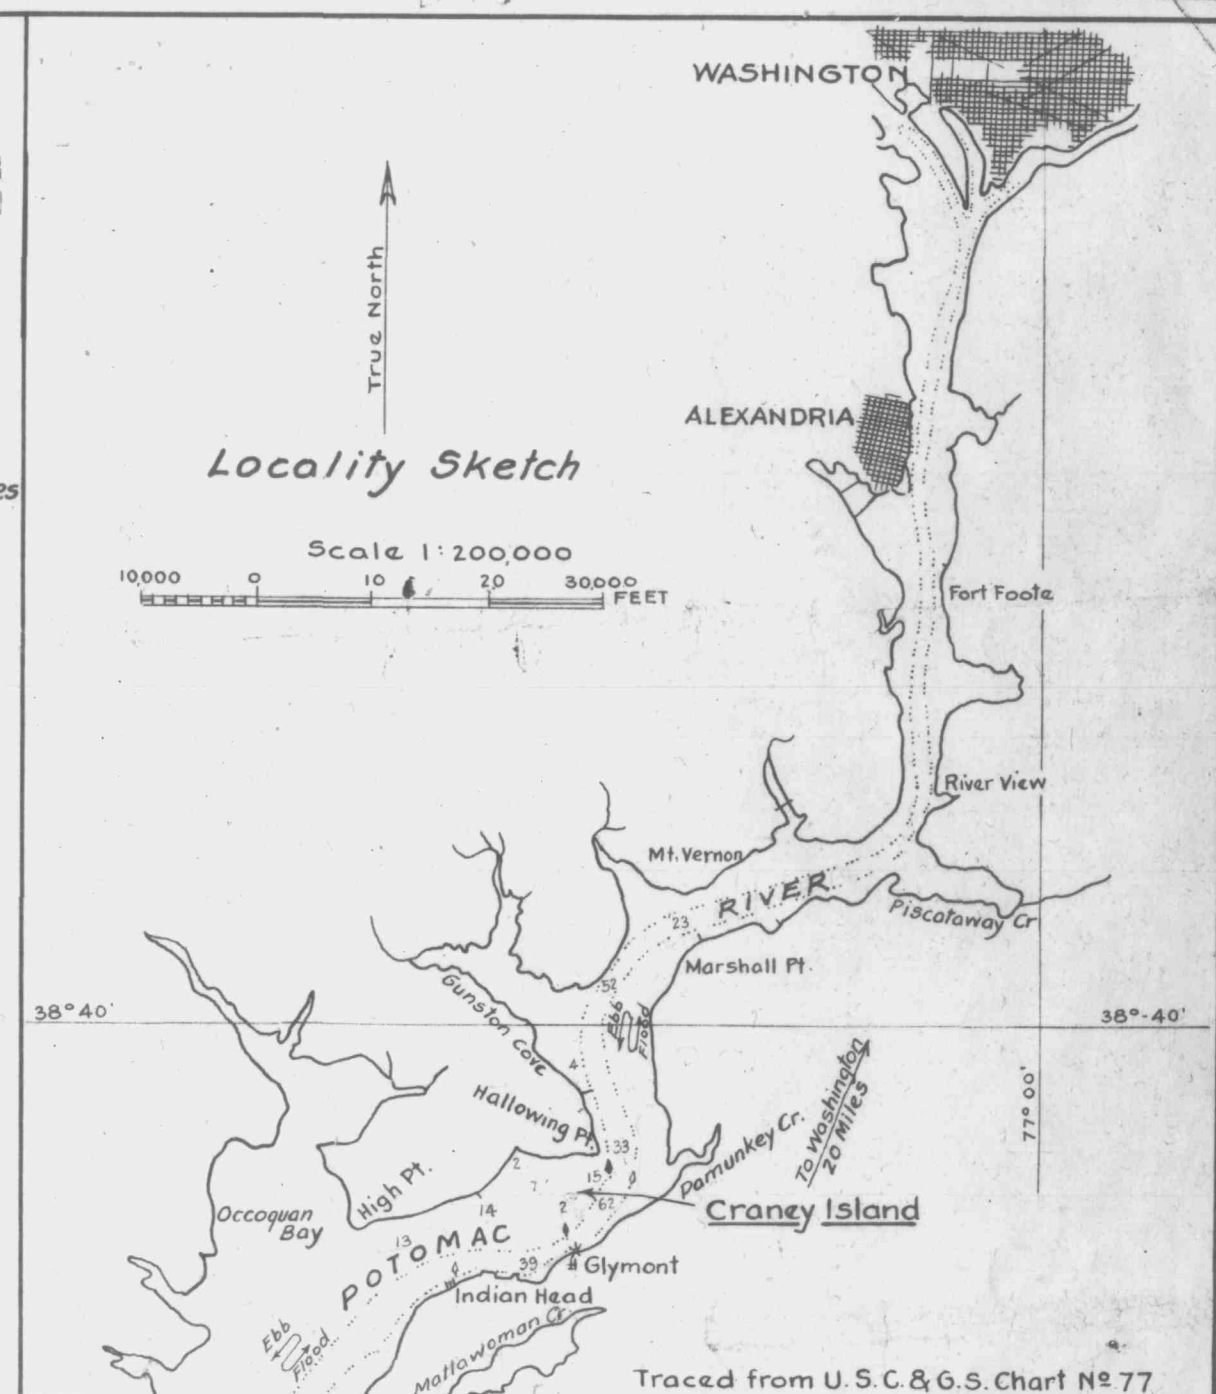 WASHINGTON
True North
ALEXANDRIA
Locality Sketch
es
Scale 1:200,000
10,000 0 10 20 30,000
FEET
Fort Foote
River View
Mt. Vernon
RIVER
Piscataway Cr
23
Marshall Pt.
52
Gunston Cove
38°40'
Ebb
Flood
38°-40'
4
77° 00'
To Washington
20 Miles
Hallowing Pt.
33
Pamunkey Cr.
2
15
7
High Pt.
62
Craney Island
14
2
Occoquan
Bay
13
POTOMAC
39
Glymont
Indian Head
Ebb
Flood
Mattawoman Cr.
Traced from U.S.C.&G.S. Chart Nº 77